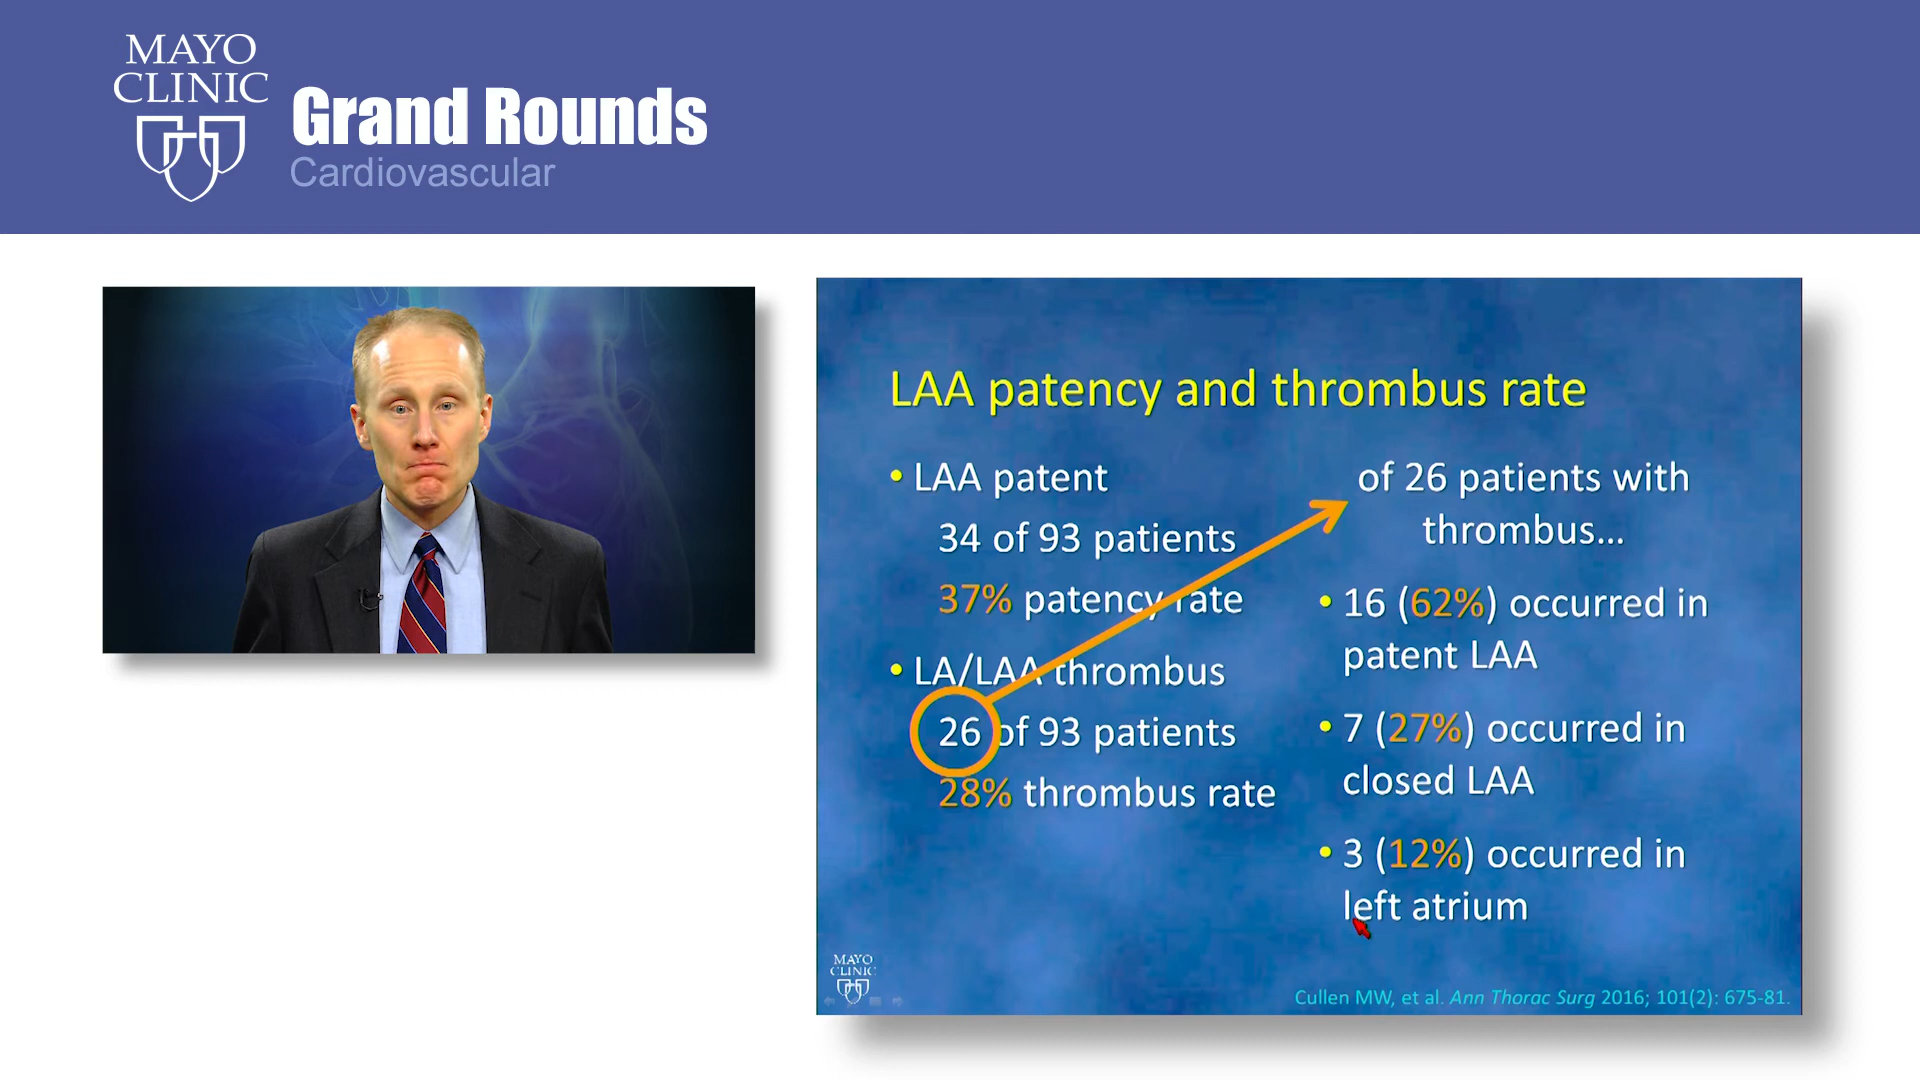 MAYO
CLINIC
Grand Rounds
Cardiovascular
LAA patency and thrombus rate
• LAA patent
34 of 93 patients
37% patency rate
• LA/LAA thrombus
26 of 93 patients
28% thrombus rate
of 26 patients with
thrombus...
• 16 (62%) occurred in
patent LAA
• 7 (27%) occurred in
closed LAA
• 3 (12%) occurred in
left atrium
MAYO
CLINIC
Cullen MW, et al. Ann Thorac Surg 2016; 101(2): 675-81.